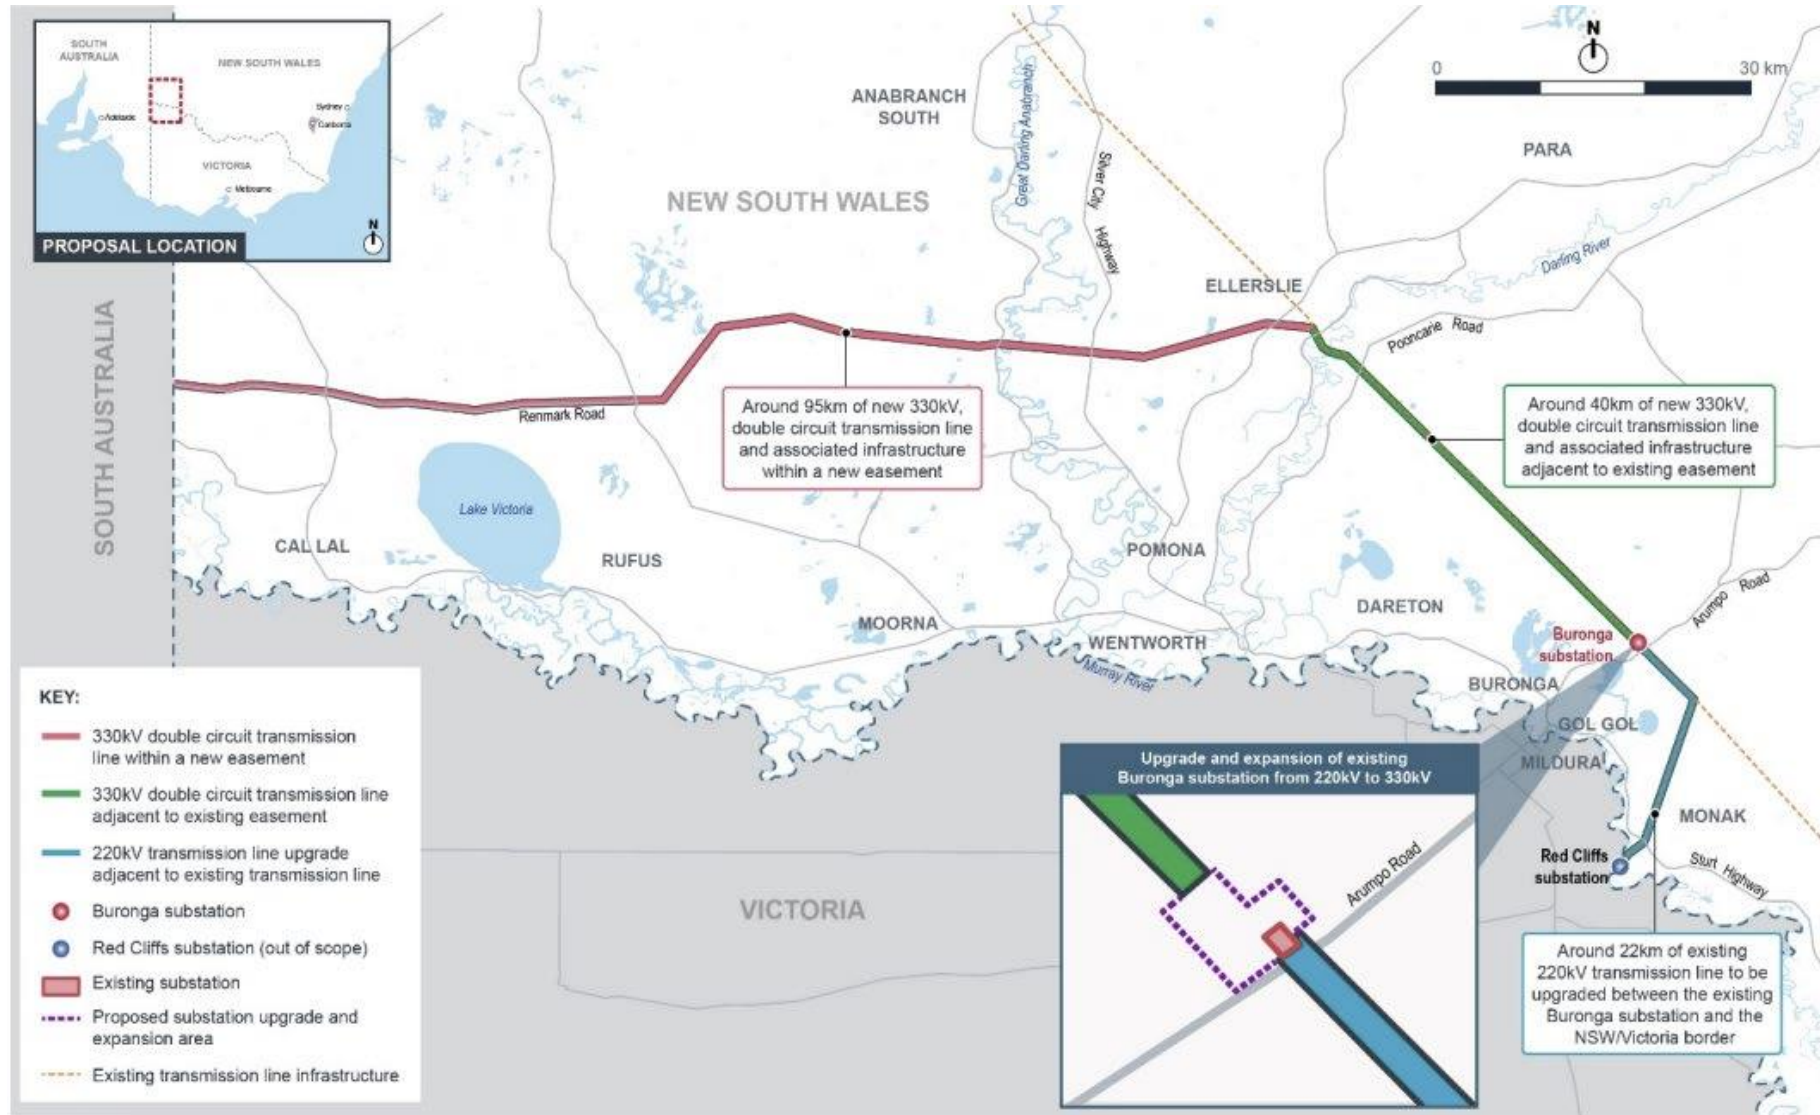 SOUTH
AUSTRALIA
NEW SOUTH WALES
Sydney
Canberra
Adelaide
VICTORIA
Melbourne
N
PROPOSAL LOCATION
N
0
30 km
ANABRANCH
SOUTH
Great Darling Anabranch
Silver City Highway
PARA
NEW SOUTH WALES
Darling River
ELLERSLIE
Pooncarie Road
SOUTH AUSTRALIA
Renmark Road
Around 95km of new 330kV,
double circuit transmission line
and associated infrastructure
within a new easement
Around 40km of new 330kV,
double circuit transmission line
and associated infrastructure
adjacent to existing easement
Lake Victoria
CAL LAL
RUFUS
POMONA
MOORNA
DARETON
WENTWORTH
Murray River
Arumpo Road
Buronga
substation
BURONGA
GOL GOL
MILDURA
MONAK
Red Cliffs
substation
Sturt Highway
Around 22km of existing
220kV transmission line to be
upgraded between the existing
Buronga substation and the
NSW/Victoria border
VICTORIA
Upgrade and expansion of existing
Buronga substation from 220kV to 330kV
Arumpo Road
KEY:
330kV double circuit transmission
line within a new easement
330kV double circuit transmission line
adjacent to existing easement
220kV transmission line upgrade
adjacent to existing transmission line
Buronga substation
Red Cliffs substation (out of scope)
Existing substation
Proposed substation upgrade and
expansion area
Existing transmission line infrastructure